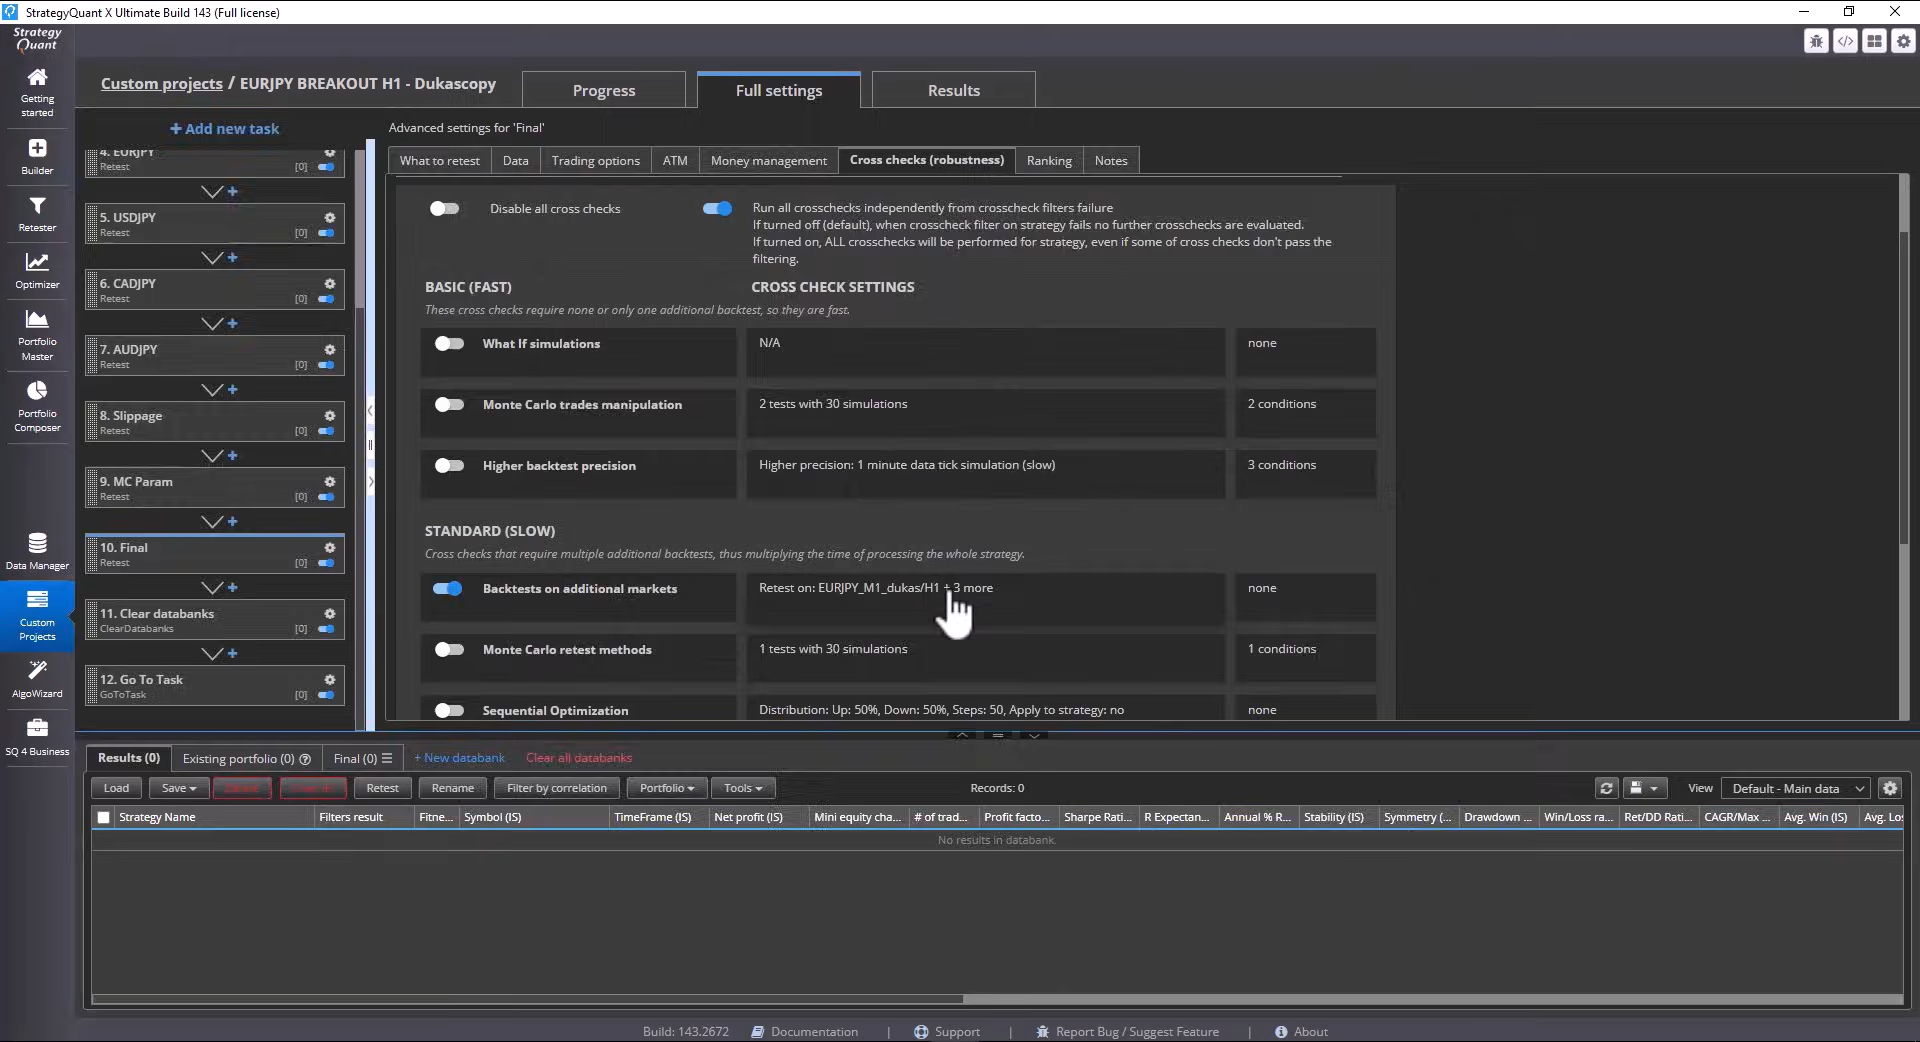 StrategyQuant X Ultimate Build 143 (Full license)
Strategy
Quant
Getting
started
Builder
Retester
Optimizer
Portfolio
Master
Portfolio
Composer
Data Manager
Custom
Projects
AlgoWizard
SQ 4 Business
Custom projects / EURJPY BREAKOUT H1 - Dukascopy
Progress
Full settings
Results
+ Add new task
4. EURJPY
Retest [0]
5. USDJPY
Retest [0]
6. CADJPY
Retest [0]
7. AUDJPY
Retest [0]
8. Slippage
Retest [0]
9. MC Param
Retest [0]
10. Final
Retest [0]
11. Clear databanks
ClearDatabanks [0]
12. Go To Task
GoToTask [0]
Advanced settings for 'Final'
What to retest Data Trading options ATM Money management Cross checks (robustness) Ranking Notes
Disable all cross checks
Run all crosschecks independently from crosscheck filters failure
If turned off (default), when crosscheck filter on strategy fails no further crosschecks are evaluated.
If turned on, ALL crosschecks will be performed for strategy, even if some of cross checks don't pass the
filtering.
BASIC (FAST) CROSS CHECK SETTINGS
These cross checks require none or only one additional backtest, so they are fast.
What If simulations N/A none
Monte Carlo trades manipulation 2 tests with 30 simulations 2 conditions
Higher backtest precision Higher precision: 1 minute data tick simulation (slow) 3 conditions
STANDARD (SLOW)
Cross checks that require multiple additional backtests, thus multiplying the time of processing the whole strategy.
Backtests on additional markets Retest on: EURJPY_M1_dukas/H1 + 3 more none
Monte Carlo retest methods 1 tests with 30 simulations 1 conditions
Sequential Optimization Distribution: Up: 50%, Down: 50%, Steps: 50, Apply to strategy: no none
Results (0) Existing portfolio (0) Final (0) + New databank Clear all databanks
Load Save Retest Rename Filter by correlation Portfolio Tools Records: 0 View Default - Main data
Strategy Name Filters result Fitne... Symbol (IS) TimeFrame (IS) Net profit (IS) Mini equity cha... # of trad... Profit facto... Sharpe Rati... R Expectan... Annual % R... Stability (IS) Symmetry (... Drawdown ... Win/Loss ra... Ret/DD Rati... CAGR/Max ... Avg. Win (IS) Avg. Los
No results in databank.
Build: 143.2672 Documentation | Support | Report Bug / Suggest Feature | About